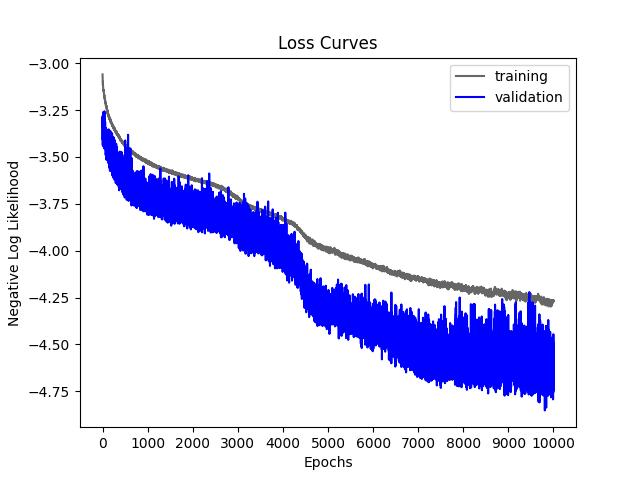 Loss Curves
Negative Log Likelihood
−3.00
−3.25
−3.50
−3.75
−4.00
−4.25
−4.50
−4.75
training
validation
0 1000 2000 3000 4000 5000 6000 7000 8000 9000 10000
Epochs